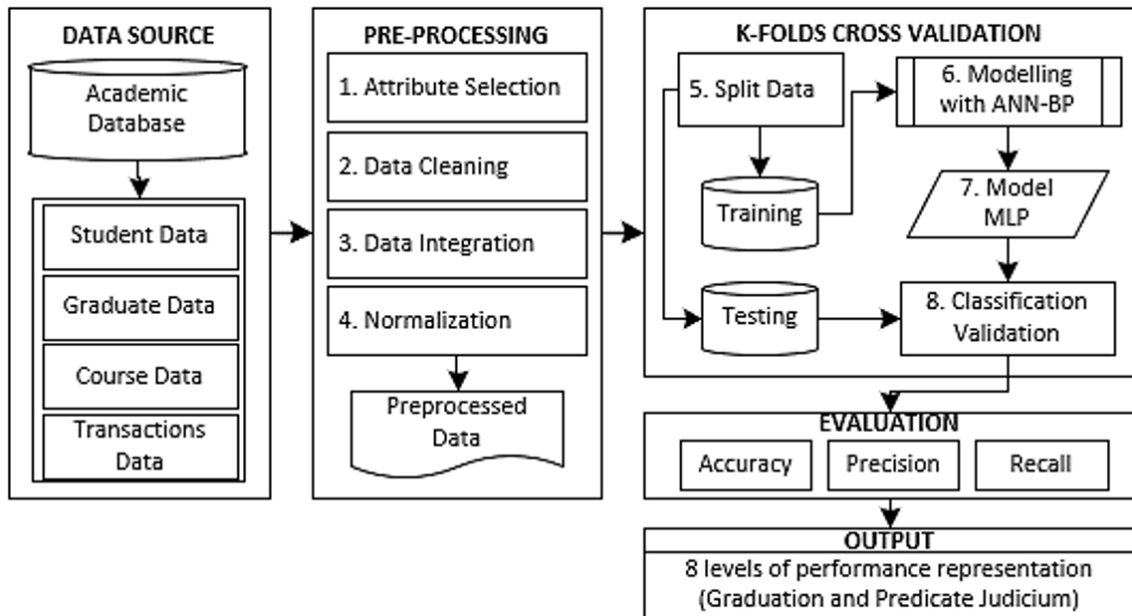 DATA SOURCE
Academic
Database
Student Data
Graduate Data
Course Data
Transactions
Data
PRE-PROCESSING
1. Attribute Selection
2. Data Cleaning
3. Data Integration
4. Normalization
Preprocessed
Data
K-FOLDS CROSS VALIDATION
5. Split Data
Training
Testing
6. Modelling
with ANN-BP
7. Model
MLP
8. Classification
Validation
EVALUATION
Accuracy
Precision
Recall
OUTPUT
8 levels of performance representation
(Graduation and Predicate Judicium)